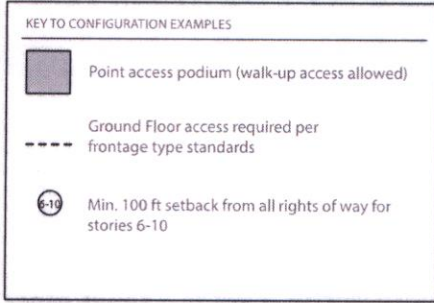 KEY TO CONFIGURATION EXAMPLES
Point access podium (walk-up access allowed)
Ground Floor access required per
frontage type standards
6-10
Min. 100 ft setback from all rights of way for
stories 6-10